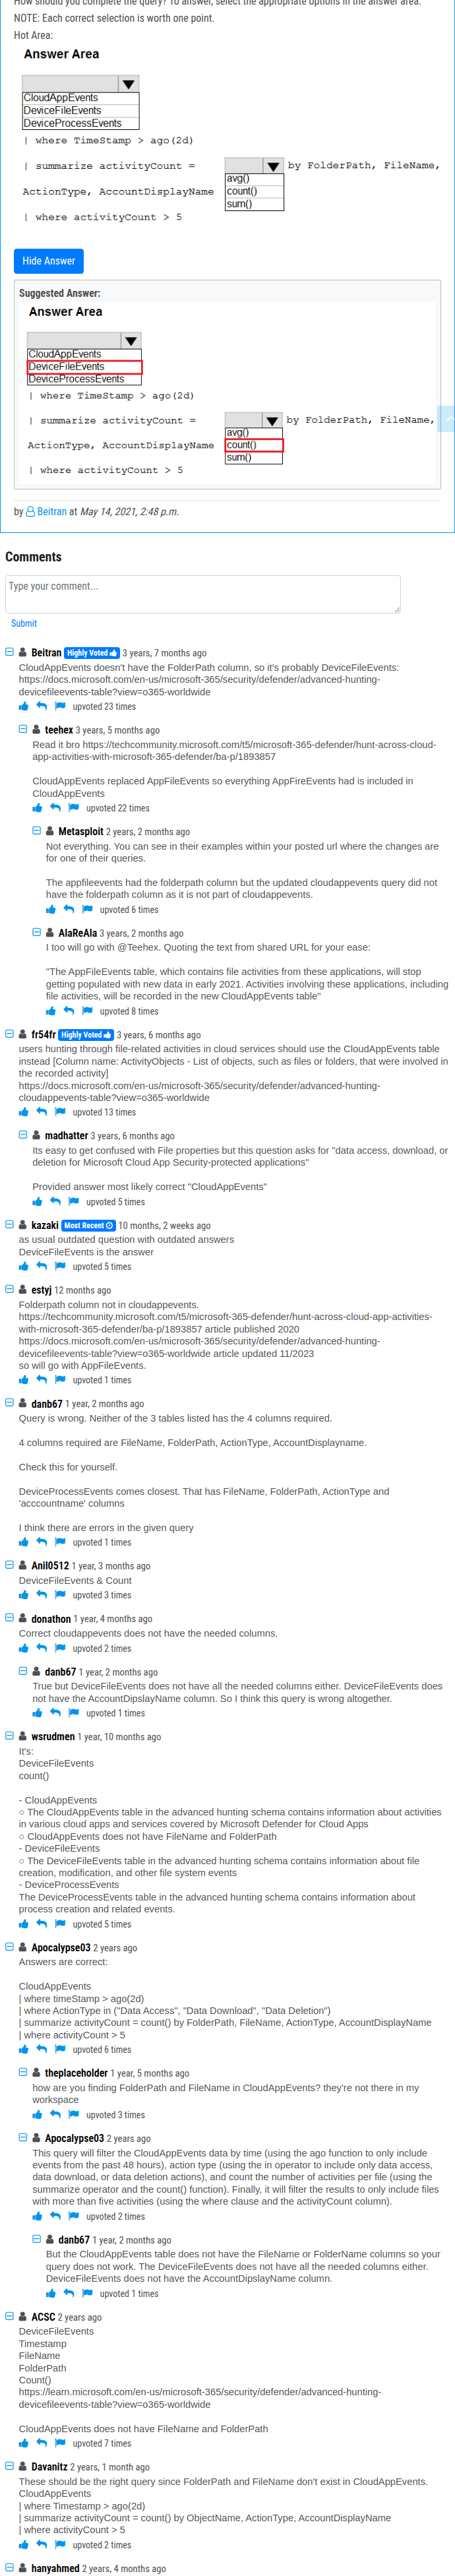 How should you complete the query? To answer, select the appropriate options in the answer area.
NOTE: Each correct selection is worth one point.
Hot Area:
Answer Area
CloudAppEvents
DeviceFileEvents
DeviceProcessEvents
| where TimeStamp > ago(2d)
| summarize activityCount =
by FolderPath, FileName,
avg()
ActionType, AccountDisplayName
count()
sum()
| where activityCount > 5
Hide Answer
Suggested Answer:
Answer Area
CloudAppEvents
DeviceFileEvents
DeviceProcessEvents
| where TimeStamp > ago(2d)
| summarize activityCount =
by FolderPath, FileName,
avg()
ActionType, AccountDisplayName
count()
sum()
| where activityCount > 5
by Beitran at May 14, 2021, 2:48 p.m.
Comments
Type your comment...
Submit
Beitran Highly Voted 3 years, 7 months ago
CloudAppEvents doesn't have the FolderPath column, so it's probably DeviceFileEvents:
https://docs.microsoft.com/en-us/microsoft-365/security/defender/advanced-hunting-
devicefileevents-table?view=o365-worldwide
upvoted 23 times
teehex 3 years, 5 months ago
Read it bro https://techcommunity.microsoft.com/t5/microsoft-365-defender/hunt-across-cloud-
app-activities-with-microsoft-365-defender/ba-p/1893857
CloudAppEvents replaced AppFileEvents so everything AppFireEvents had is included in
CloudAppEvents
upvoted 22 times
Metasploit 2 years, 2 months ago
Not everything. You can see in their examples within your posted url where the changes are
for one of their queries.
The appfileevents had the folderpath column but the updated cloudappevents query did not
have the folderpath column as it is not part of cloudappevents.
upvoted 6 times
AlaReAla 3 years, 2 months ago
I too will go with @Teehex. Quoting the text from shared URL for your ease:
"The AppFileEvents table, which contains file activities from these applications, will stop
getting populated with new data in early 2021. Activities involving these applications, including
file activities, will be recorded in the new CloudAppEvents table"
upvoted 8 times
fr54fr Highly Voted 3 years, 6 months ago
users hunting through file-related activities in cloud services should use the CloudAppEvents table
instead [Column name: ActivityObjects - List of objects, such as files or folders, that were involved in
the recorded activity]
https://docs.microsoft.com/en-us/microsoft-365/security/defender/advanced-hunting-
cloudappevents-table?view=o365-worldwide
upvoted 13 times
madhatter 3 years, 6 months ago
Its easy to get confused with File properties but this question asks for "data access, download, or
deletion for Microsoft Cloud App Security-protected applications"
Provided answer most likely correct "CloudAppEvents"
upvoted 5 times
kazaki Most Recent 10 months, 2 weeks ago
as usual outdated question with outdated answers
DeviceFileEvents is the answer
upvoted 5 times
estyj 12 months ago
Folderpath column not in cloudappevents.
https://techcommunity.microsoft.com/t5/microsoft-365-defender/hunt-across-cloud-app-activities-
with-microsoft-365-defender/ba-p/1893857 article published 2020
https://docs.microsoft.com/en-us/microsoft-365/security/defender/advanced-hunting-
devicefileevents-table?view=o365-worldwide article updated 11/2023
so will go with AppFileEvents.
upvoted 1 times
danb67 1 year, 2 months ago
Query is wrong. Neither of the 3 tables listed has the 4 columns required.
4 columns required are FileName, FolderPath, ActionType, AccountDisplayname.
Check this for yourself.
DeviceProcessEvents comes closest. That has FileName, FolderPath, ActionType and
'acccountname' columns
I think there are errors in the given query
upvoted 1 times
Anil0512 1 year, 3 months ago
DeviceFileEvents & Count
upvoted 3 times
donathon 1 year, 4 months ago
Correct cloudappevents does not have the needed columns.
upvoted 2 times
danb67 1 year, 2 months ago
True but DeviceFileEvents does not have all the needed columns either. DeviceFileEvents does
not have the AccountDipslayName column. So I think this query is wrong altogether.
upvoted 1 times
wsrudmen 1 year, 10 months ago
It's:
DeviceFileEvents
count()
- CloudAppEvents
○ The CloudAppEvents table in the advanced hunting schema contains information about activities
in various cloud apps and services covered by Microsoft Defender for Cloud Apps
○ CloudAppEvents does not have FileName and FolderPath
- DeviceFileEvents
○ The DeviceFileEvents table in the advanced hunting schema contains information about file
creation, modification, and other file system events
- DeviceProcessEvents
The DeviceProcessEvents table in the advanced hunting schema contains information about
process creation and related events.
upvoted 5 times
Apocalypse03 2 years ago
Answers are correct:
CloudAppEvents
| where timeStamp > ago(2d)
| where ActionType in ("Data Access", "Data Download", "Data Deletion")
| summarize activityCount = count() by FolderPath, FileName, ActionType, AccountDisplayName
| where activityCount > 5
upvoted 6 times
theplaceholder 1 year, 5 months ago
how are you finding FolderPath and FileName in CloudAppEvents? they're not there in my
workspace
upvoted 3 times
Apocalypse03 2 years ago
This query will filter the CloudAppEvents data by time (using the ago function to only include
events from the past 48 hours), action type (using the in operator to include only data access,
data download, or data deletion actions), and count the number of activities per file (using the
summarize operator and the count() function). Finally, it will filter the results to only include files
with more than five activities (using the where clause and the activityCount column).
upvoted 2 times
danb67 1 year, 2 months ago
But the CloudAppEvents table does not have the FileName or FolderName columns so your
query does not work. The DeviceFileEvents does not have all the needed columns either.
DeviceFileEvents does not have the AccountDipslayName column.
upvoted 1 times
ACSC 2 years ago
DeviceFileEvents
Timestamp
FileName
FolderPath
Count()
https://learn.microsoft.com/en-us/microsoft-365/security/defender/advanced-hunting-
devicefileevents-table?view=o365-worldwide
CloudAppEvents does not have FileName and FolderPath
upvoted 7 times
Davanitz 2 years, 1 month ago
These should be the right query since FolderPath and FileName don't exist in CloudAppEvents.
CloudAppEvents
| where Timestamp > ago(2d)
| summarize activityCount = count() by ObjectName, ActionType, AccountDisplayName
| where activityCount > 5
upvoted 2 times
hanyahmed 2 years, 4 months ago